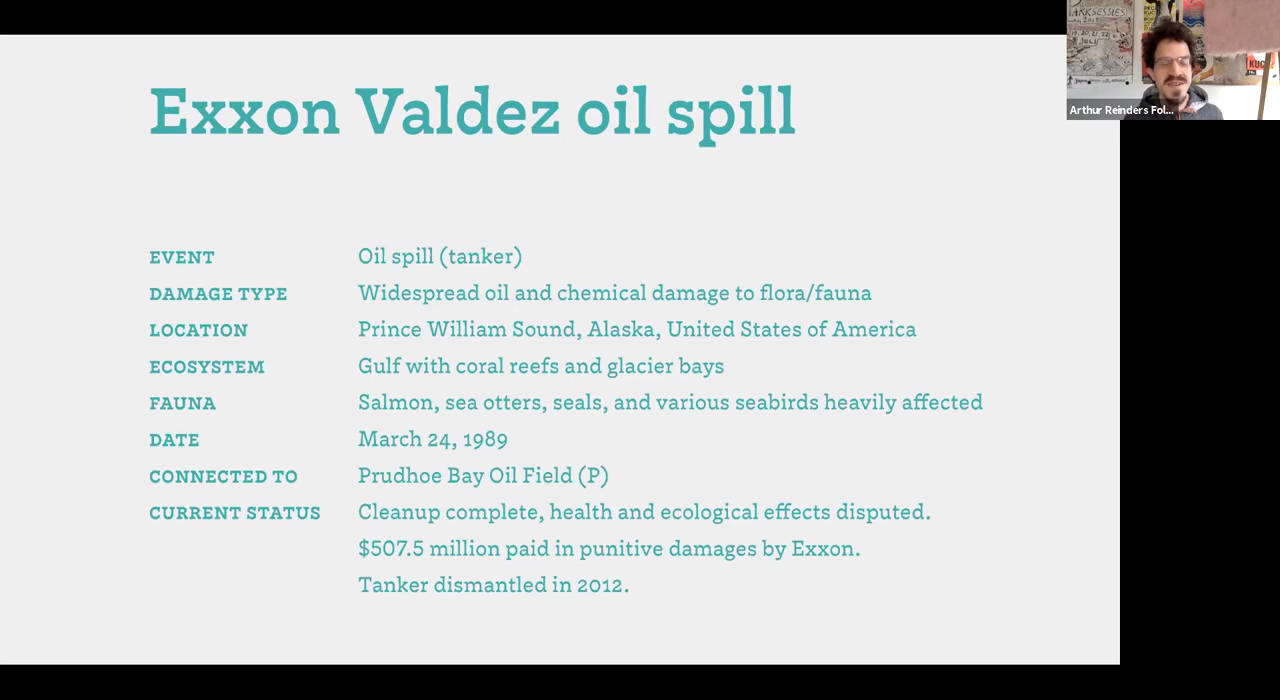 Exxon Valdez oil spill
EVENT Oil spill (tanker)
DAMAGE TYPE Widespread oil and chemical damage to flora/fauna
LOCATION Prince William Sound, Alaska, United States of America
ECOSYSTEM Gulf with coral reefs and glacier bays
FAUNA Salmon, sea otters, seals, and various seabirds heavily affected
DATE March 24, 1989
CONNECTED TO Prudhoe Bay Oil Field (P)
CURRENT STATUS Cleanup complete, health and ecological effects disputed.
$507.5 million paid in punitive damages by Exxon.
Tanker dismantled in 2012.
Arthur Reinders Fol...